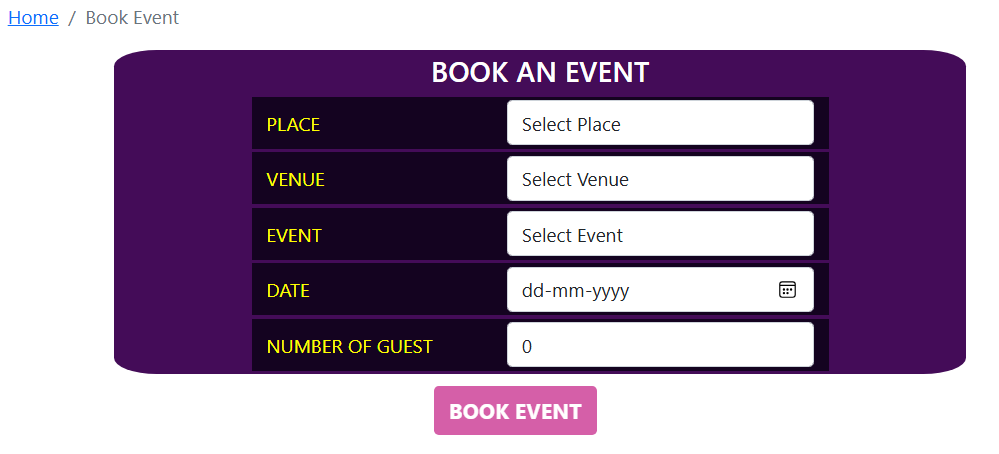 Home / Book Event
BOOK AN EVENT
PLACE Select Place
VENUE Select Venue
EVENT Select Event
DATE dd-mm-yyyy
NUMBER OF GUEST 0
BOOK EVENT